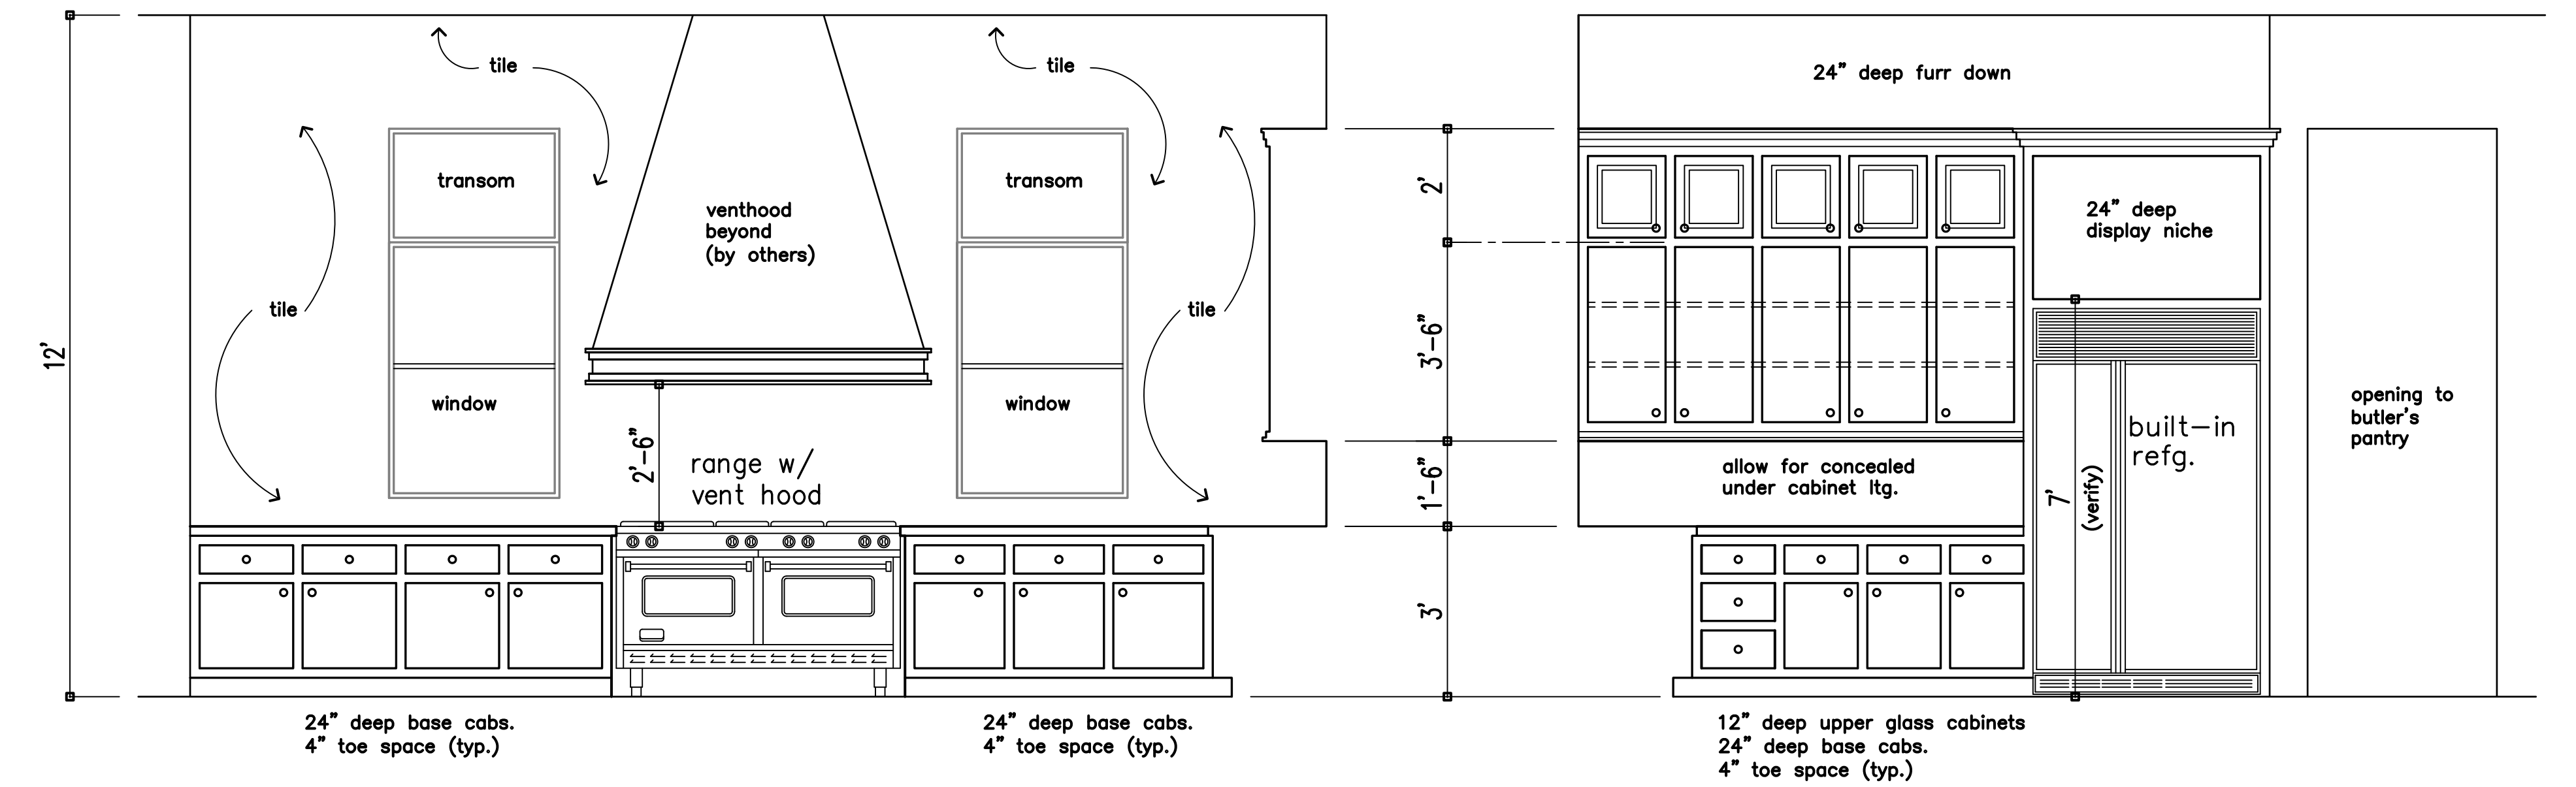 tile
tile
24” deep furr down
transom
transom
2'
venthood
beyond
(by others)
24” deep
display niche
tile
tile
12'
3'-6”
window
window
opening to
butler's
pantry
built-in
refg.
2'-6”
range w/
vent hood
1'-6”
allow for concealed
under cabinet ltg.
7'
(verify)
3'
24” deep base cabs.
4” toe space (typ.)
24” deep base cabs.
4” toe space (typ.)
12” deep upper glass cabinets
24” deep base cabs.
4” toe space (typ.)